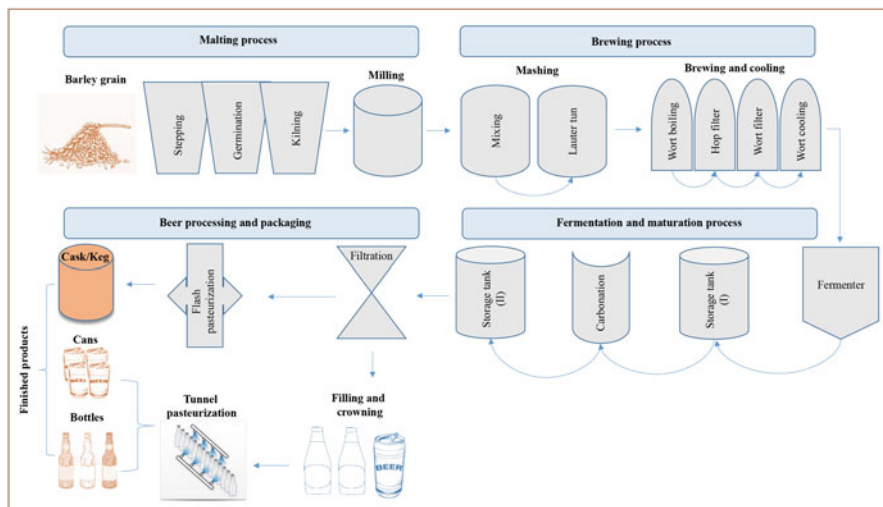 Malting process
Brewing process
Barley grain
Milling
Mashing
Brewing and cooling
Stepping
Germination
Kilning
Mixing
Lauter tun
Wort boiling
Hop filter
Wort filter
Wort cooling
Beer processing and packaging
Fermentation and maturation process
Cask/Keg
Flash
pasteurization
Filtration
Storage tank
(II)
Carbonation
Storage tank
(I)
Fermenter
Finished products
Cans
BEER
BEER
Bottles
Tunnel
pasteurization
Filling and
crowning
BEER